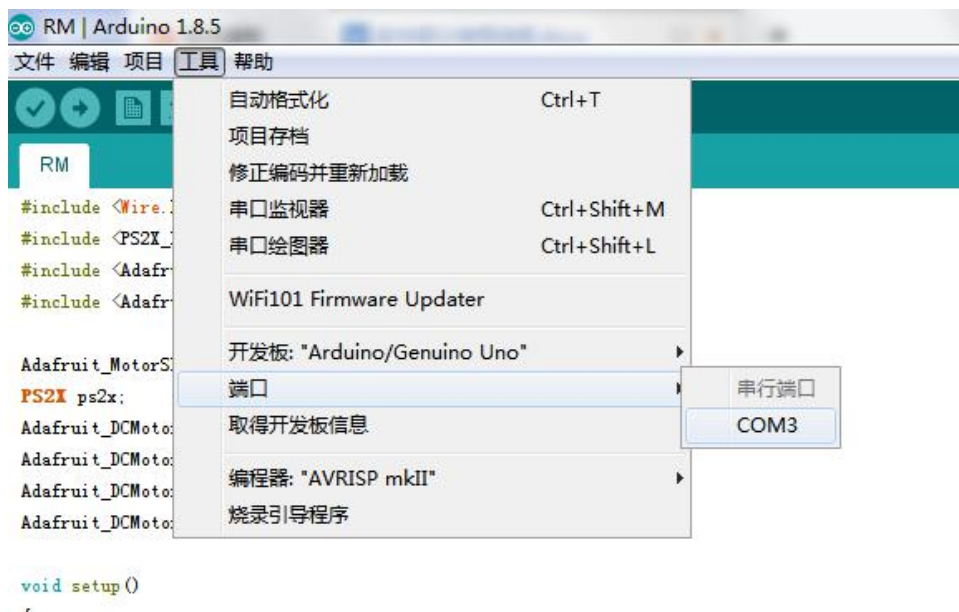 RM | Arduino 1.8.5
文件 编辑 项目 工具 帮助
自动格式化 Ctrl+T
项目存档
修正编码并重新加载
串口监视器 Ctrl+Shift+M
串口绘图器 Ctrl+Shift+L
WiFi101 Firmware Updater
开发板: "Arduino/Genuino Uno"
端口
串行端口
COM3
取得开发板信息
编程器: "AVRISP mkII"
烧录引导程序
RM
#include <Wire.
#include <PS2X_
#include <Adafr
#include <Adafr
Adafruit_MotorS
PS2X ps2x;
Adafruit_DCMoto
Adafruit_DCMoto
Adafruit_DCMoto
Adafruit_DCMoto
void setup()